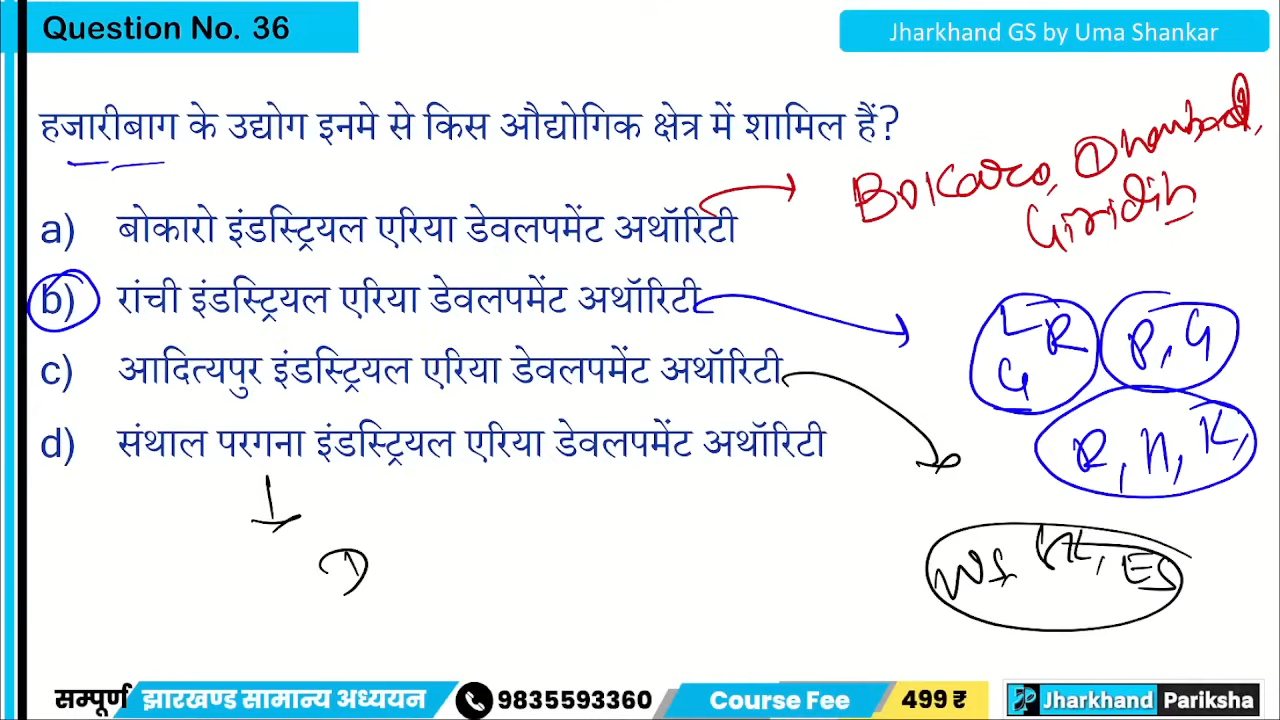 Question No. 36
Jharkhand GS by Uma Shankar
हजारीबाग के उद्योग इनमे से किस औद्योगिक क्षेत्र में शामिल हैं?
a) बोकारो इंडस्ट्रियल एरिया डेवलपमेंट अथॉरिटी
Bokaro, Dhanbad,
Giridih
b) रांची इंडस्ट्रियल एरिया डेवलपमेंट अथॉरिटी
L R
G
P, G
c) आदित्यपुर इंडस्ट्रियल एरिया डेवलपमेंट अथॉरिटी
d) संथाल परगना इंडस्ट्रियल एरिया डेवलपमेंट अथॉरिटी
सम्पूर्ण झारखण्ड सामान्य अध्ययन 9835593360 Course Fee 499 ₹ JP Jharkhand Pariksha